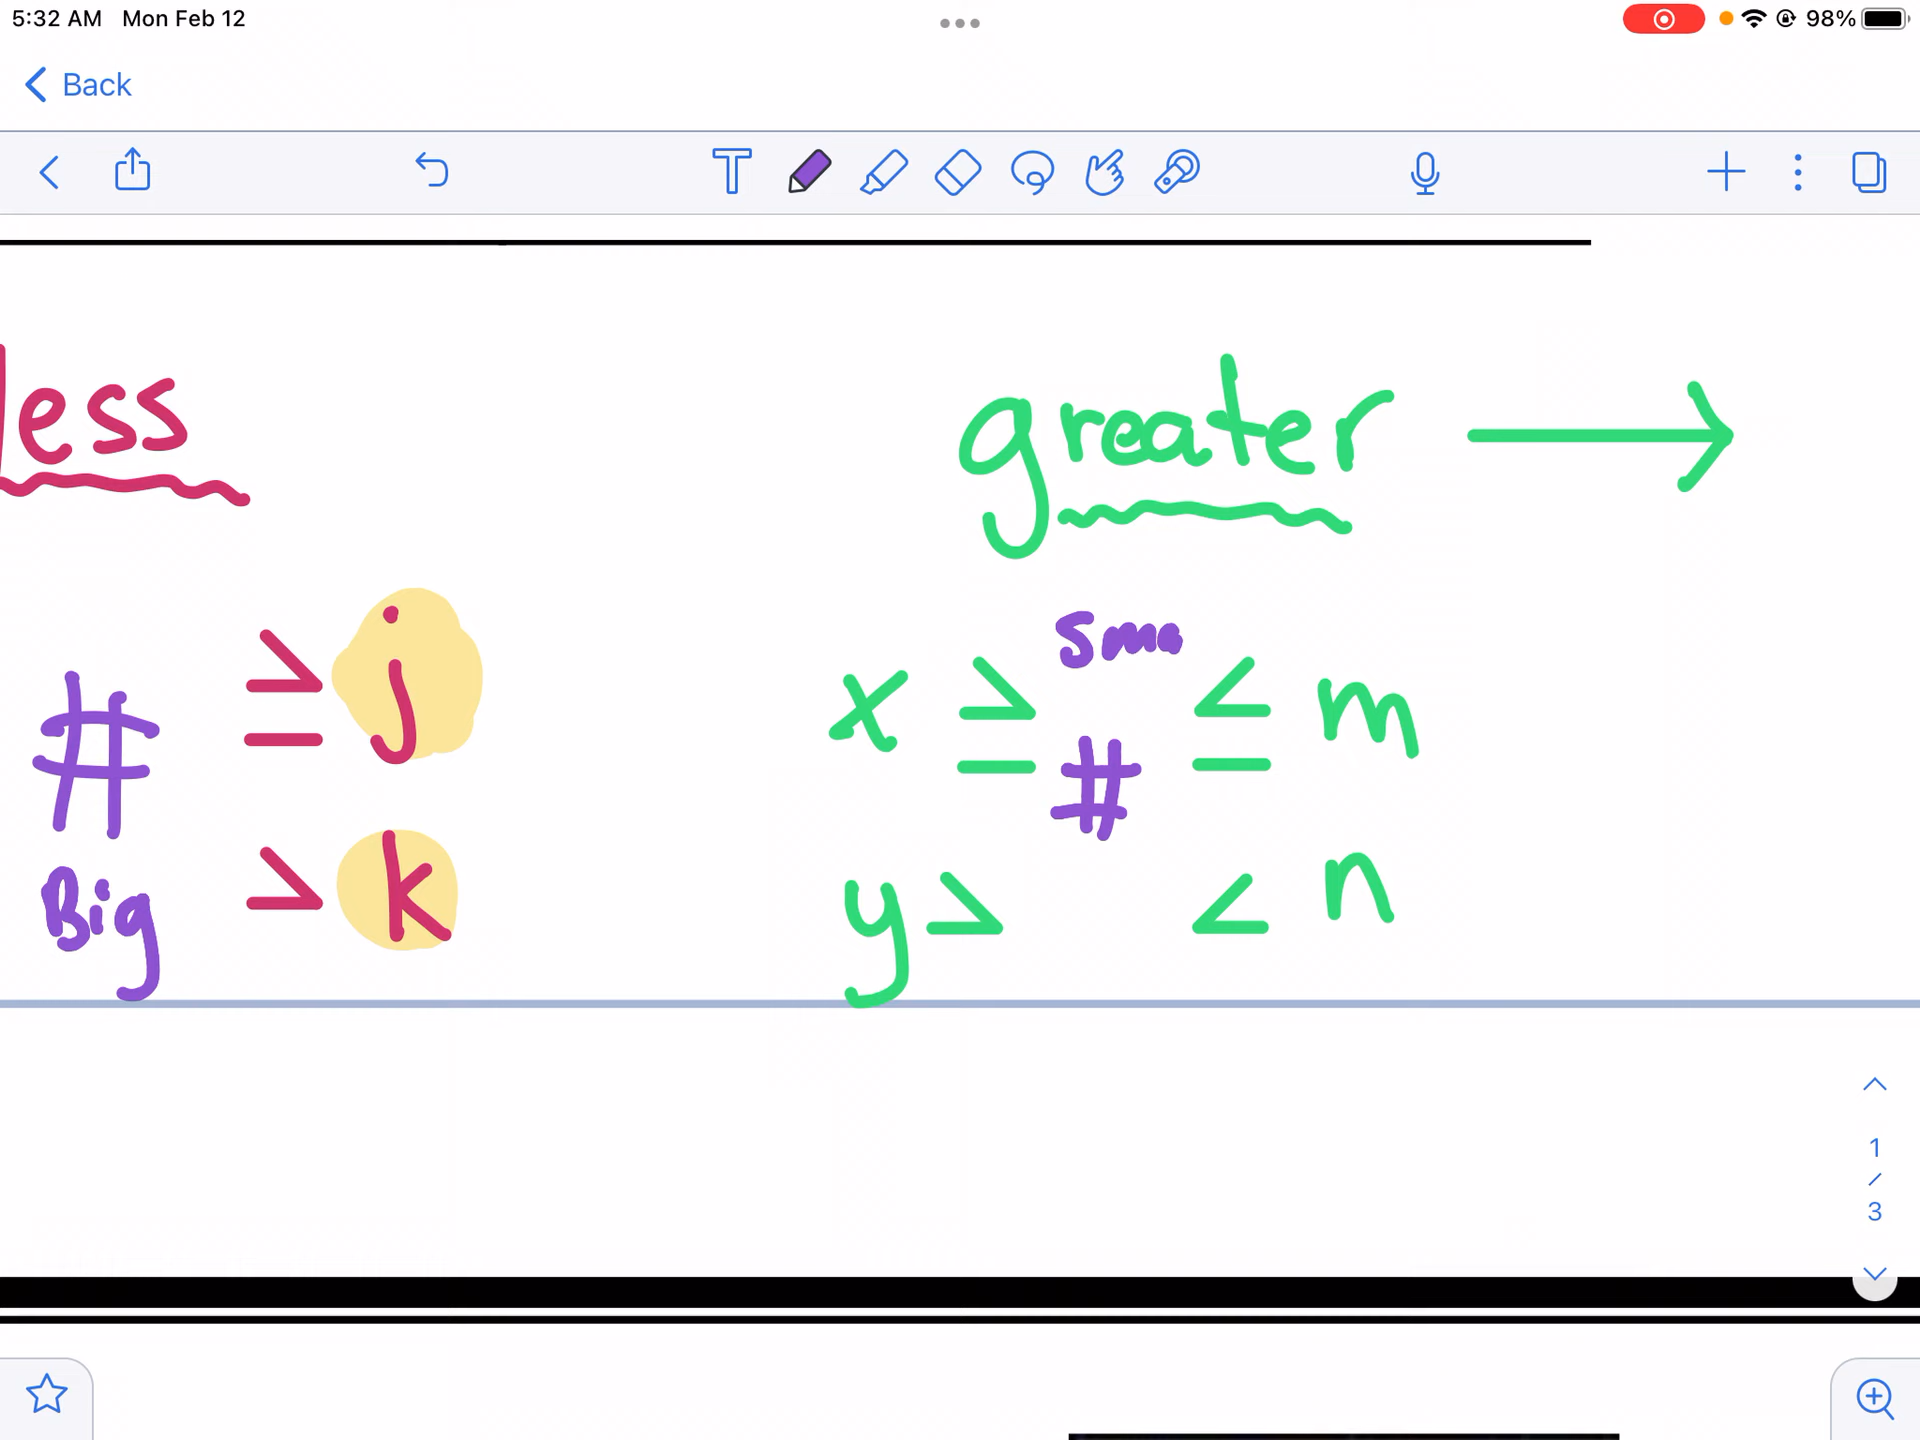 5:32 AM Mon Feb 12
98%
Back
less
greater
# ≥ j
Big > k
sma
x ≥ # ≤ m
y > < n
1
/
3